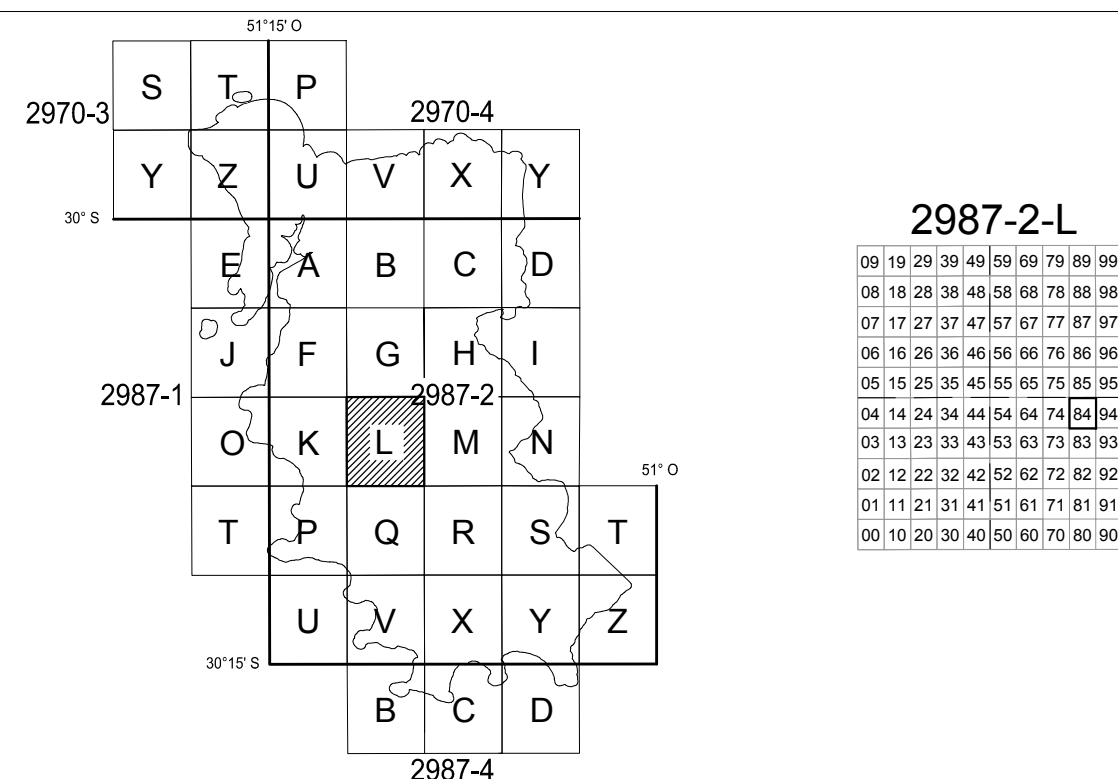 51°15' O
S T P
2970-3 2970-4
Y Z U V X Y
30° S
E A B C D
J F G H I
2987-1 2987-2
O K L M N
51° O
T P Q R S T
U V X Y Z
30°15' S
B C D
2987-4
2987-2-L
09 19 29 39 49 59 69 79 89 99
08 18 28 38 48 58 68 78 88 98
07 17 27 37 47 57 67 77 87 97
06 16 26 36 46 56 66 76 86 96
05 15 25 35 45 55 65 75 85 95
04 14 24 34 44 54 64 74 84 94
03 13 23 33 43 53 63 73 83 93
02 12 22 32 42 52 62 72 82 92
01 11 21 31 41 51 61 71 81 91
00 10 20 30 40 50 60 70 80 90